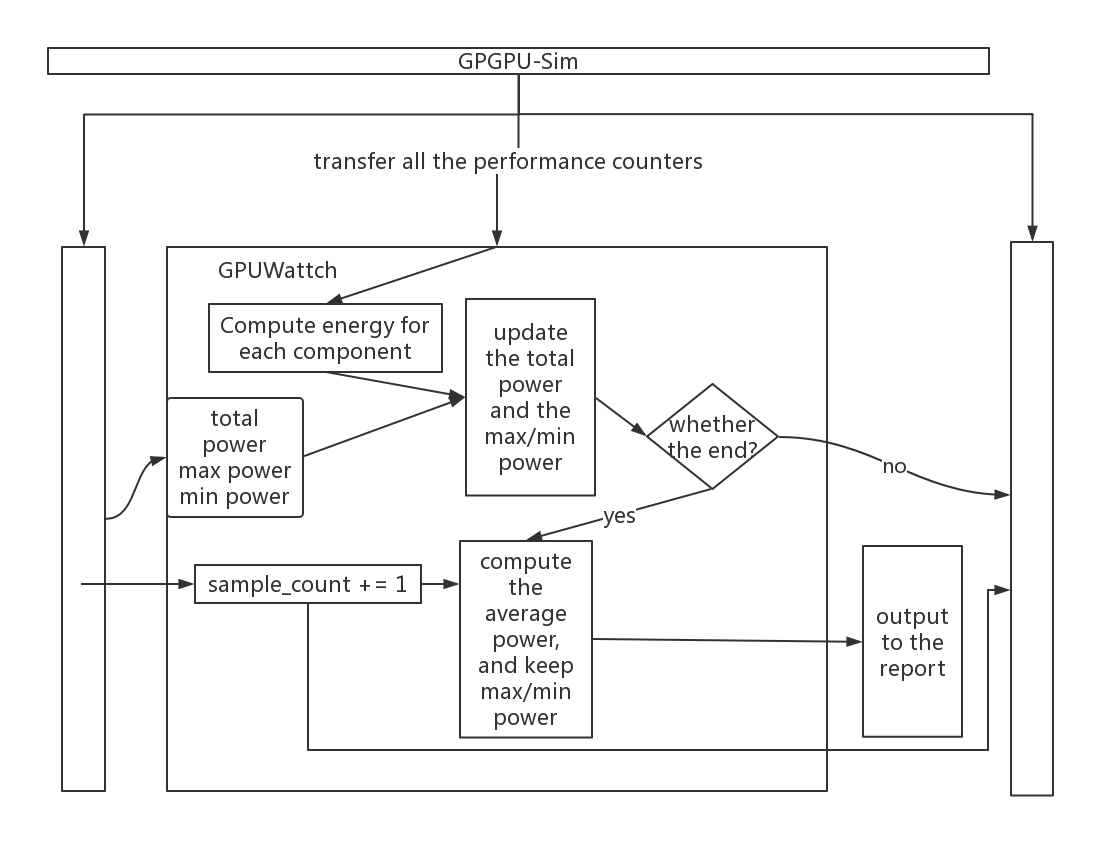 GPGPU-Sim
transfer all the performance counters
GPUWattch
Compute energy for
each component
update
the total
power
and the
max/min
power
total
power
max power
min power
whether
the end?
no
yes
sample_count += 1
compute
the
average
power,
and keep
max/min
power
output
to the
report